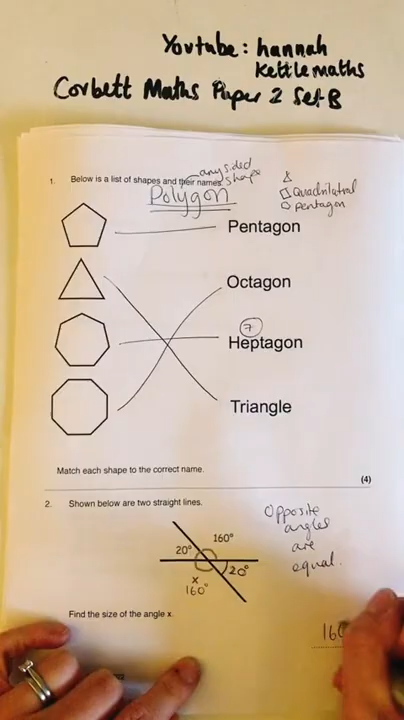 Youtube: hannah
Kettlemaths
Corbett Maths Paper 2 Set B
any sided
1. Below is a list of shapes and their names. shape
Polygon
Quadrilatral
Pentagon
Pentagon
Octagon
7
Heptagon
Triangle
Match each shape to the correct name.
(4)
2. Shown below are two straight lines.
Opposite
angles
are
equal.
160°
20°
20°
x
160°
Find the size of the angle x.